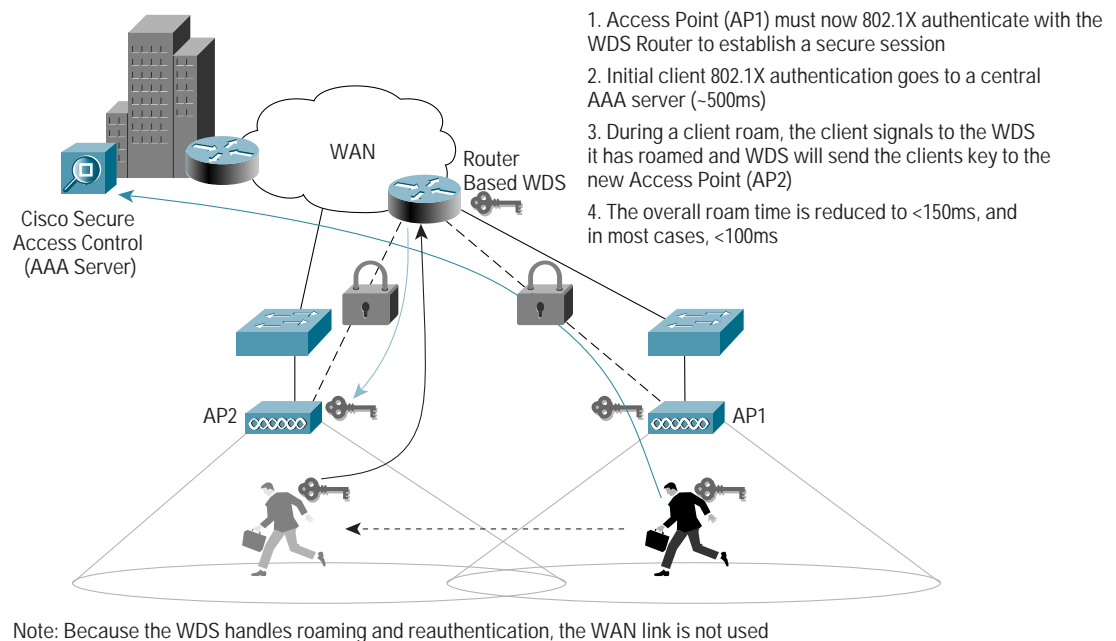 1. Access Point (AP1) must now 802.1X authenticate with the
WDS Router to establish a secure session
2. Initial client 802.1X authentication goes to a central
AAA server (~500ms)
3. During a client roam, the client signals to the WDS
it has roamed and WDS will send the clients key to the
new Access Point (AP2)
4. The overall roam time is reduced to <150ms, and
in most cases, <100ms
WAN
Router
Based WDS
Cisco Secure
Access Control
(AAA Server)
AP2
AP1
Note: Because the WDS handles roaming and reauthentication, the WAN link is not used